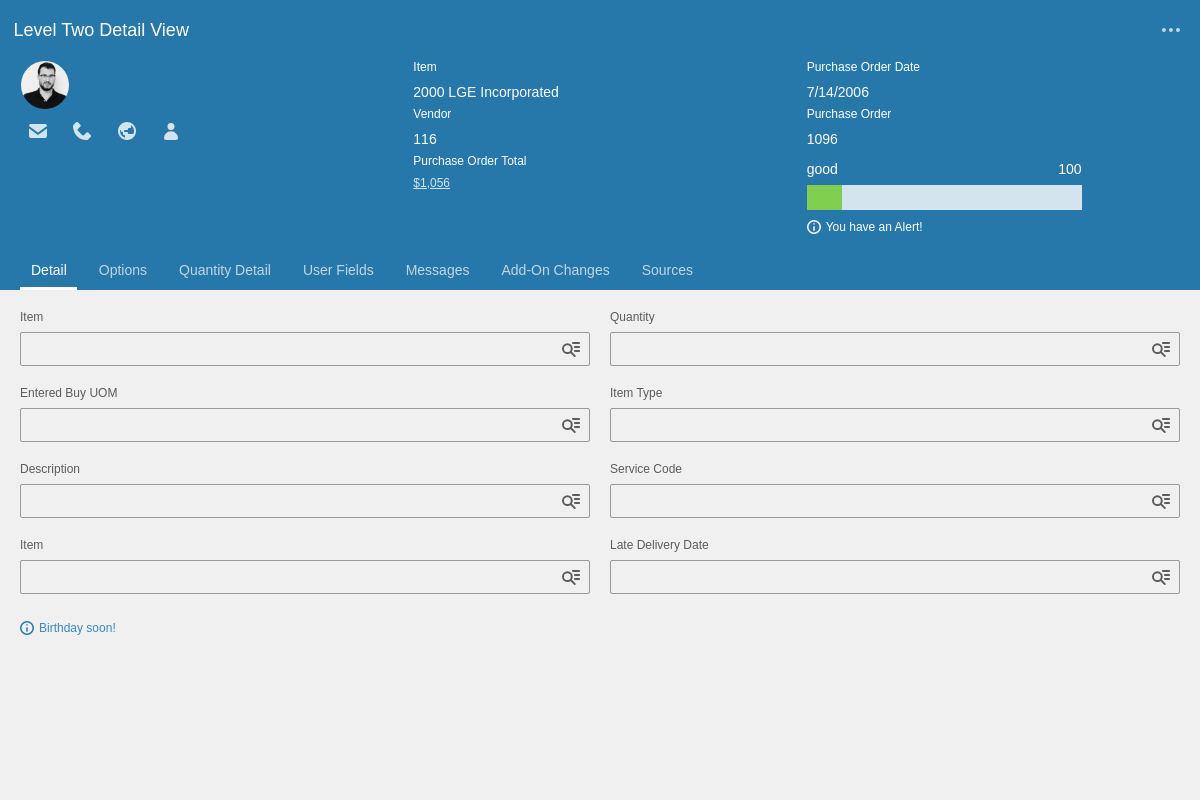 Level Two Detail View
Item
2000 LGE Incorporated
Vendor
116
Purchase Order Total
$1,056
Purchase Order Date
7/14/2006
Purchase Order
1096
good 100
You have an Alert!
Detail Options Quantity Detail User Fields Messages Add-On Changes Sources
Item Quantity
Entered Buy UOM Item Type
Description Service Code
Item Late Delivery Date
Birthday soon!